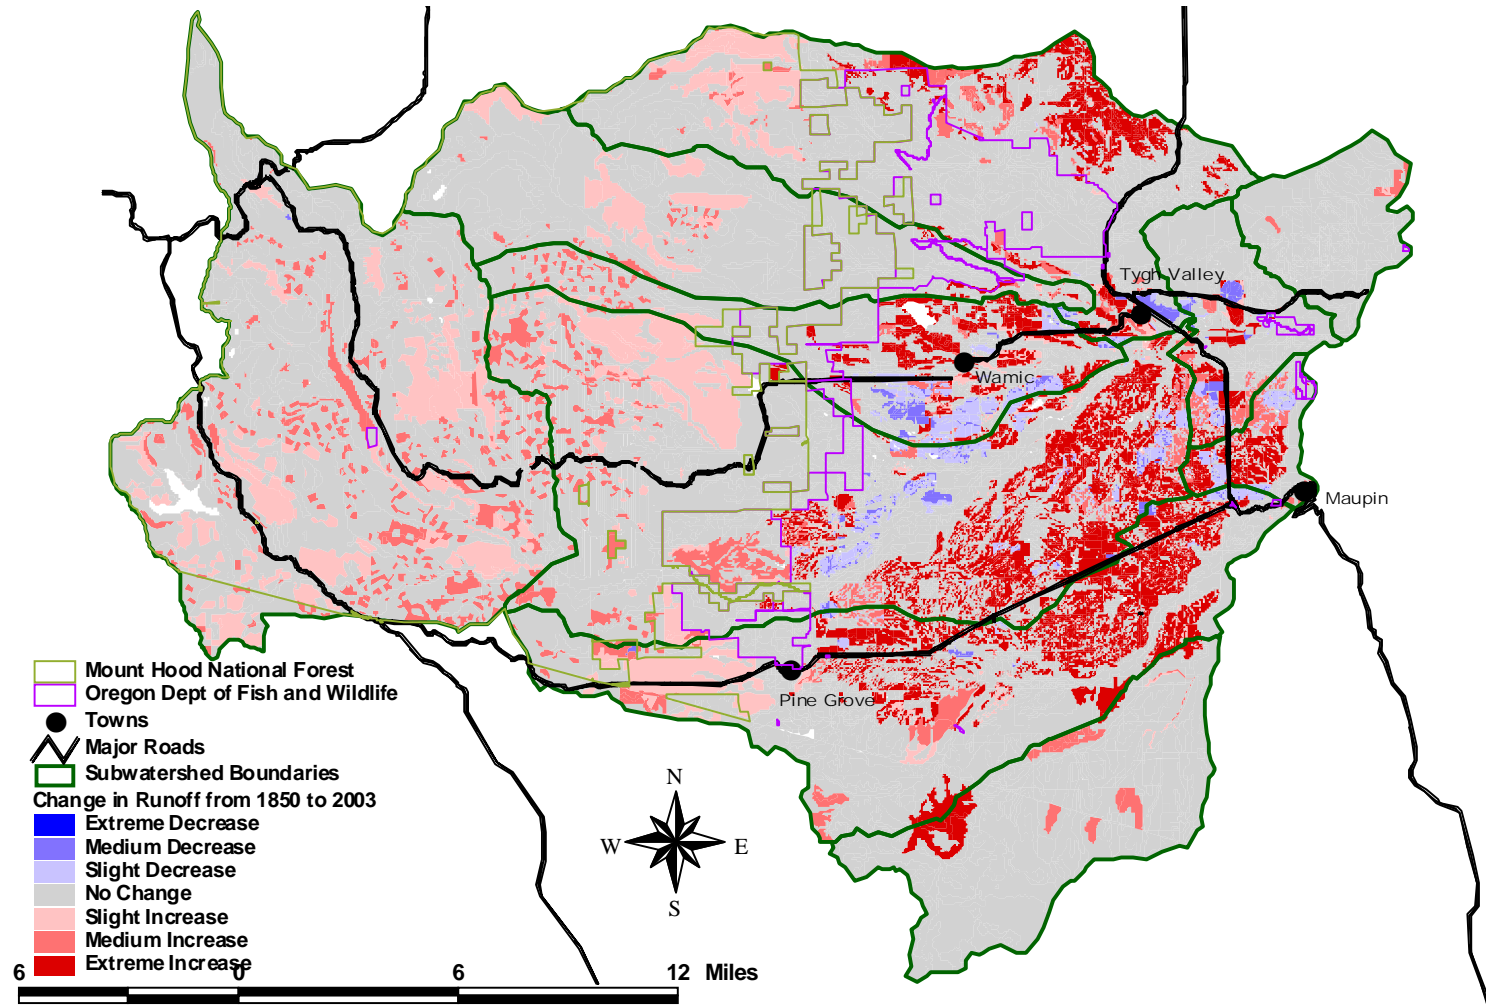 Tygh Valley
Wamic
Maupin
Pine Grove
Mount Hood National Forest
Oregon Dept of Fish and Wildlife
Towns
Major Roads
Subwatershed Boundaries
Change in Runoff from 1850 to 2003
Extreme Decrease
Medium Decrease
Slight Decrease
No Change
Slight Increase
Medium Increase
Extreme Increase
N
W E
S
6 0 6 12 Miles